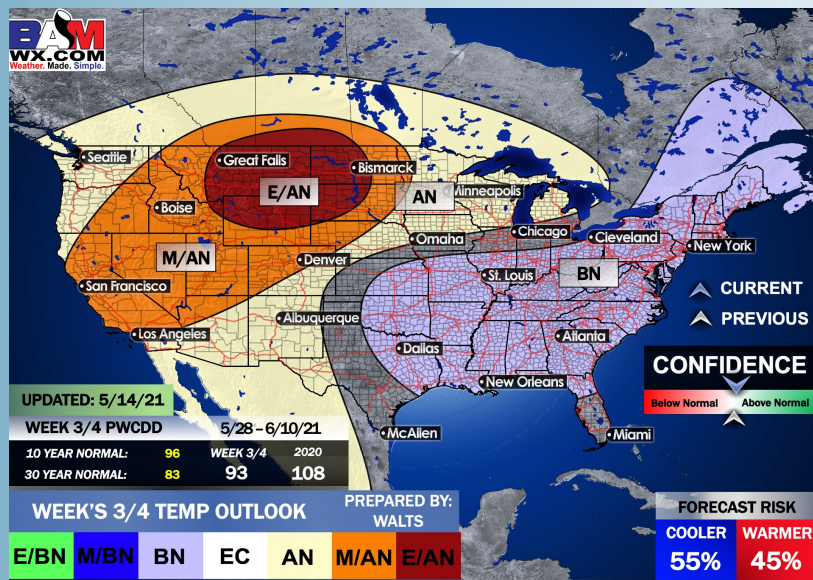 BAM
WX.COM
Weather. Made. Simple.
Seattle
Great Falls
Bismarck
E/AN
AN
Minneapolis
Boise
M/AN
Omaha
Chicago
Cleveland
New York
Denver
St. Louis
BN
San Francisco
CURRENT
Albuquerque
PREVIOUS
Los Angeles
Atlanta
Dallas
CONFIDENCE
New Orleans
Below Normal
Above Normal
UPDATED: 5/14/21
WEEK 3/4 PWCDD 5/28–6/10/21
McAllen
Miami
10 YEAR NORMAL: 96 WEEK 3/4 2020
30 YEAR NORMAL: 83 93 108
WEEK'S 3/4 TEMP OUTLOOK
PREPARED BY:
WALTS
FORECAST RISK
COOLER WARMER
55% 45%
E/BN M/BN BN EC AN M/AN E/AN